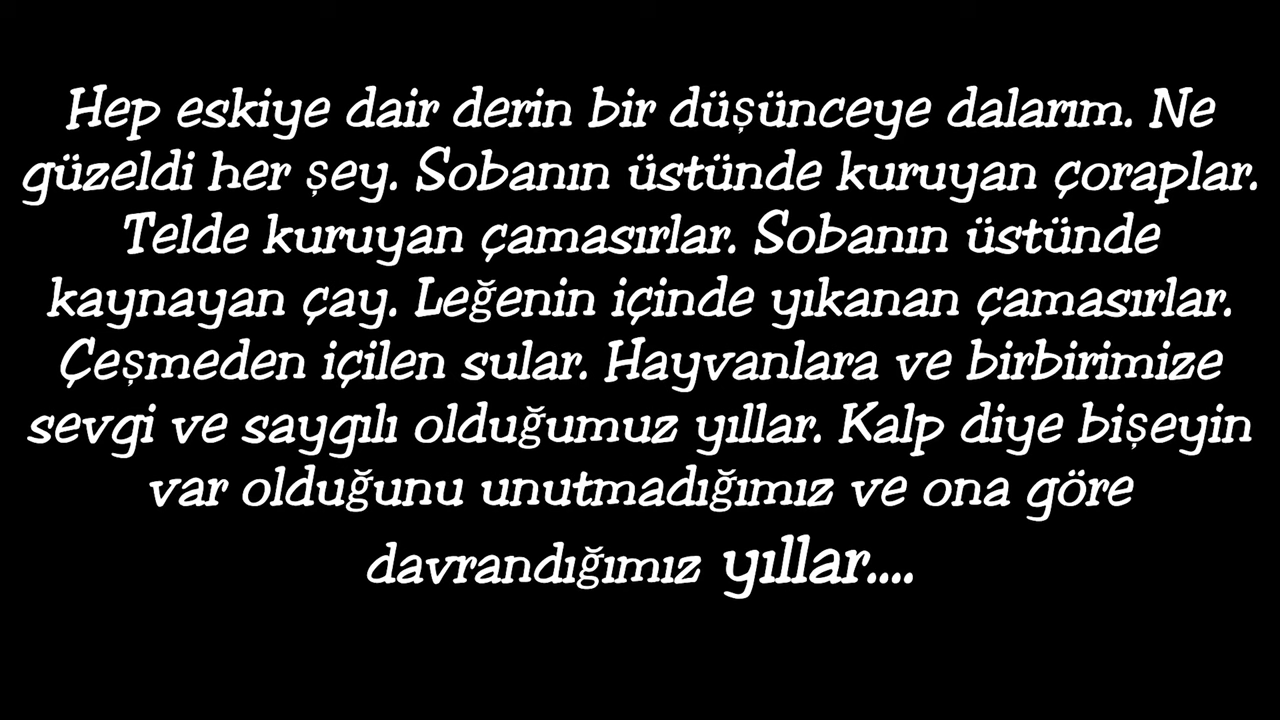 Hep eskiye dair derin bir düşünceye dalarım. Ne
güzeldi her şey. Sobanın üstünde kuruyan çoraplar.
Telde kuruyan çamasırlar. Sobanın üstünde
kaynayan çay. Leğenin içinde yıkanan çamasırlar.
Çeşmeden içilen sular. Hayvanlara ve birbirimize
sevgi ve saygılı olduğumuz yıllar. Kalp diye bişeyin
var olduğunu unutmadığımız ve ona göre
davrandığımız yıllar....